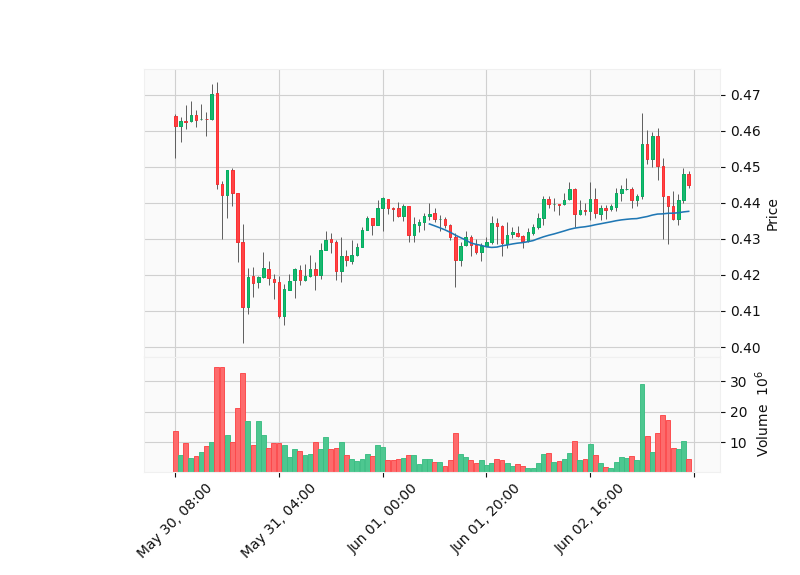 0.47
0.46
0.45
0.44
0.43
0.42
0.41
0.40
Price
30
20
10
Volume 10^6
May 30, 08:00
May 31, 04:00
Jun 01, 00:00
Jun 01, 20:00
Jun 02, 16:00